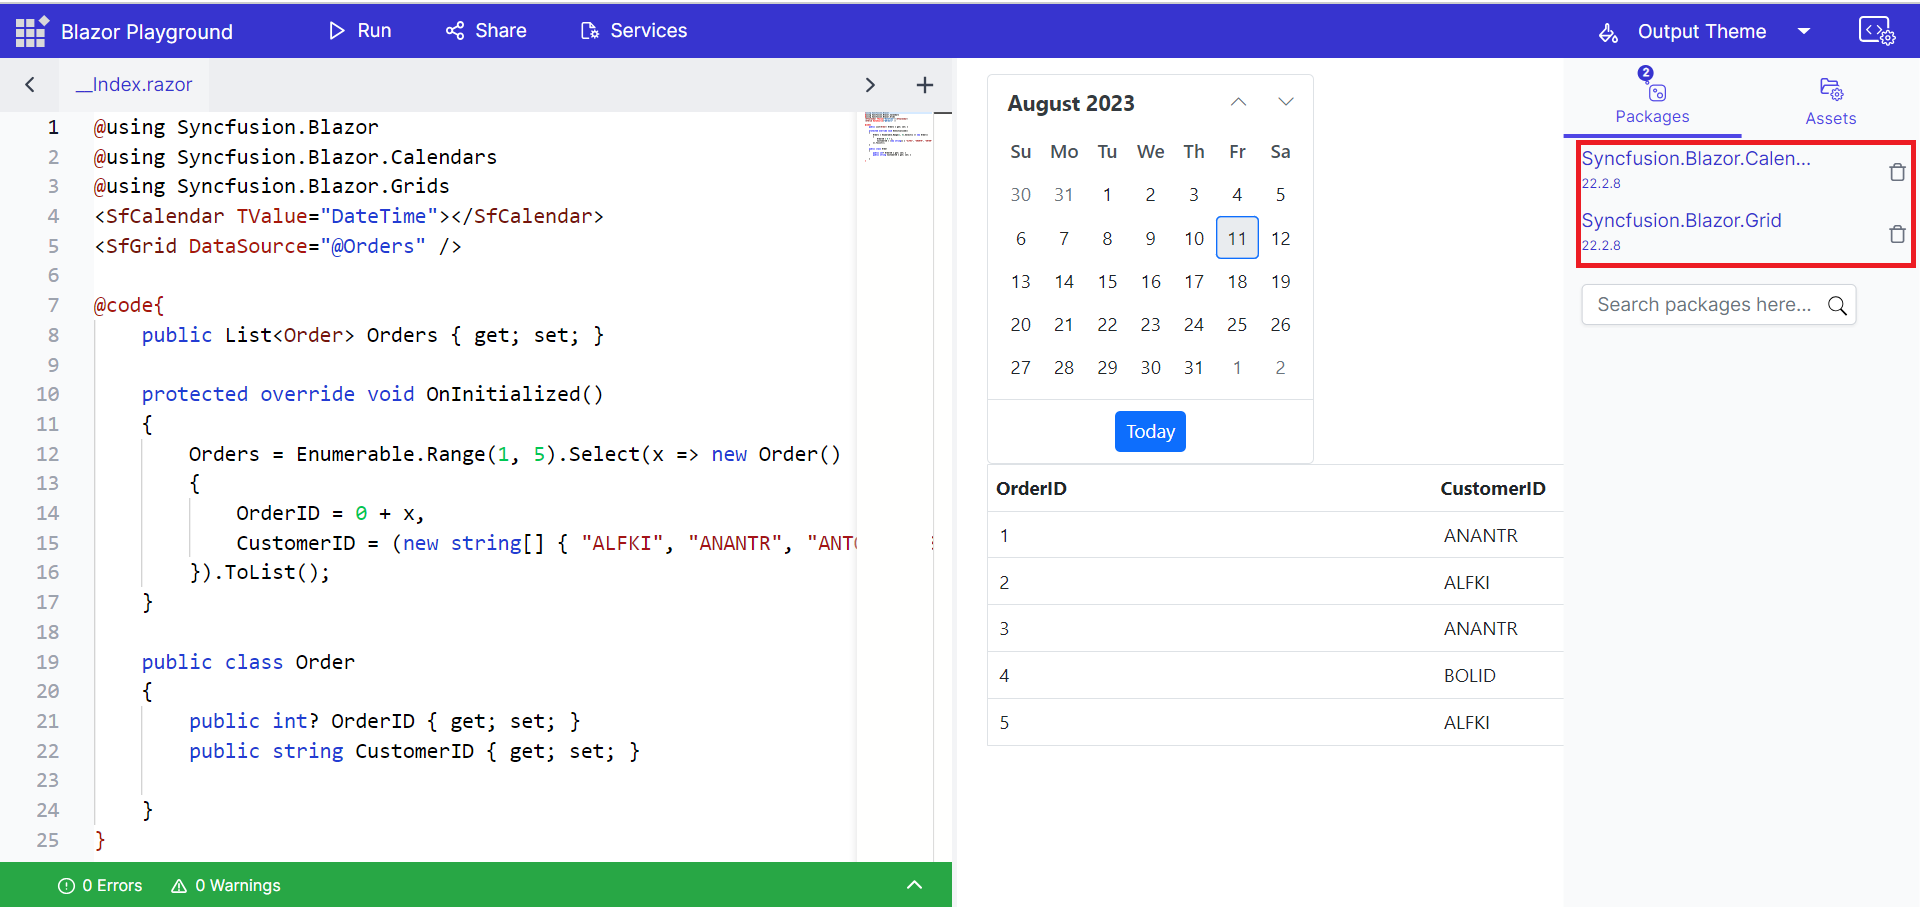 Blazor Playground
Run
Share
Services
Output Theme
__Index.razor
1 @using Syncfusion.Blazor
2 @using Syncfusion.Blazor.Calendars
3 @using Syncfusion.Blazor.Grids
4 <SfCalendar TValue="DateTime"></SfCalendar>
5 <SfGrid DataSource="@Orders" />
6
7 @code{
8 public List<Order> Orders { get; set; }
9
10 protected override void OnInitialized()
11 {
12 Orders = Enumerable.Range(1, 5).Select(x => new Order()
13 {
14 OrderID = 0 + x,
15 CustomerID = (new string[] { "ALFKI", "ANANTR", "ANTO
16 }).ToList();
17 }
18
19 public class Order
20 {
21 public int? OrderID { get; set; }
22 public string CustomerID { get; set; }
23
24 }
25 }
0 Errors
0 Warnings
August 2023
Su Mo Tu We Th Fr Sa
30 31 1 2 3 4 5
6 7 8 9 10 11 12
13 14 15 16 17 18 19
20 21 22 23 24 25 26
27 28 29 30 31 1 2
Today
OrderID CustomerID
1 ANANTR
2 ALFKI
3 ANANTR
4 BOLID
5 ALFKI
2
Packages
Assets
Syncfusion.Blazor.Calen...
22.2.8
Syncfusion.Blazor.Grid
22.2.8
Search packages here...